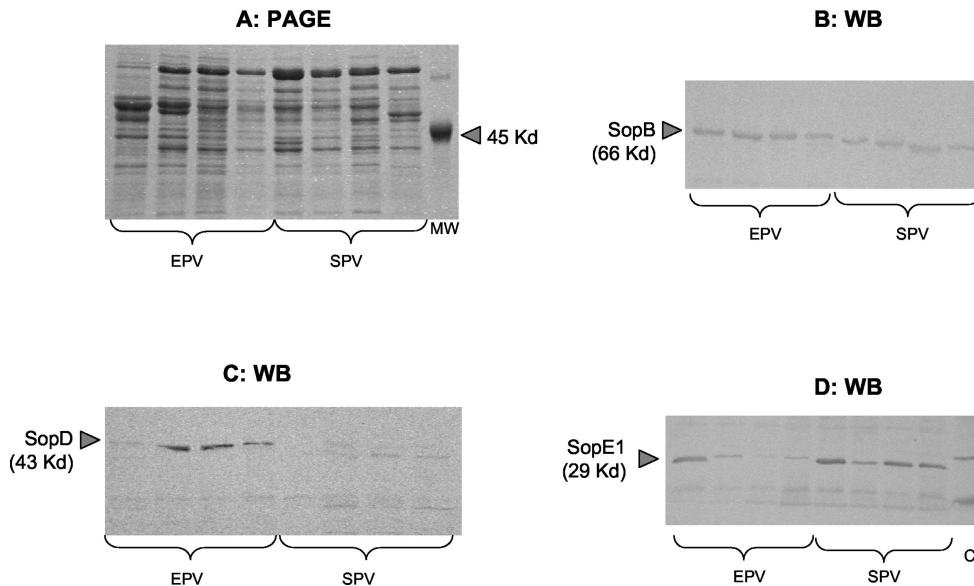 A: PAGE
45 Kd
MW
EPV
SPV
B: WB
SopB
(66 Kd)
EPV
SPV
C: WB
SopD
(43 Kd)
EPV
SPV
D: WB
SopE1
(29 Kd)
EPV
SPV
C